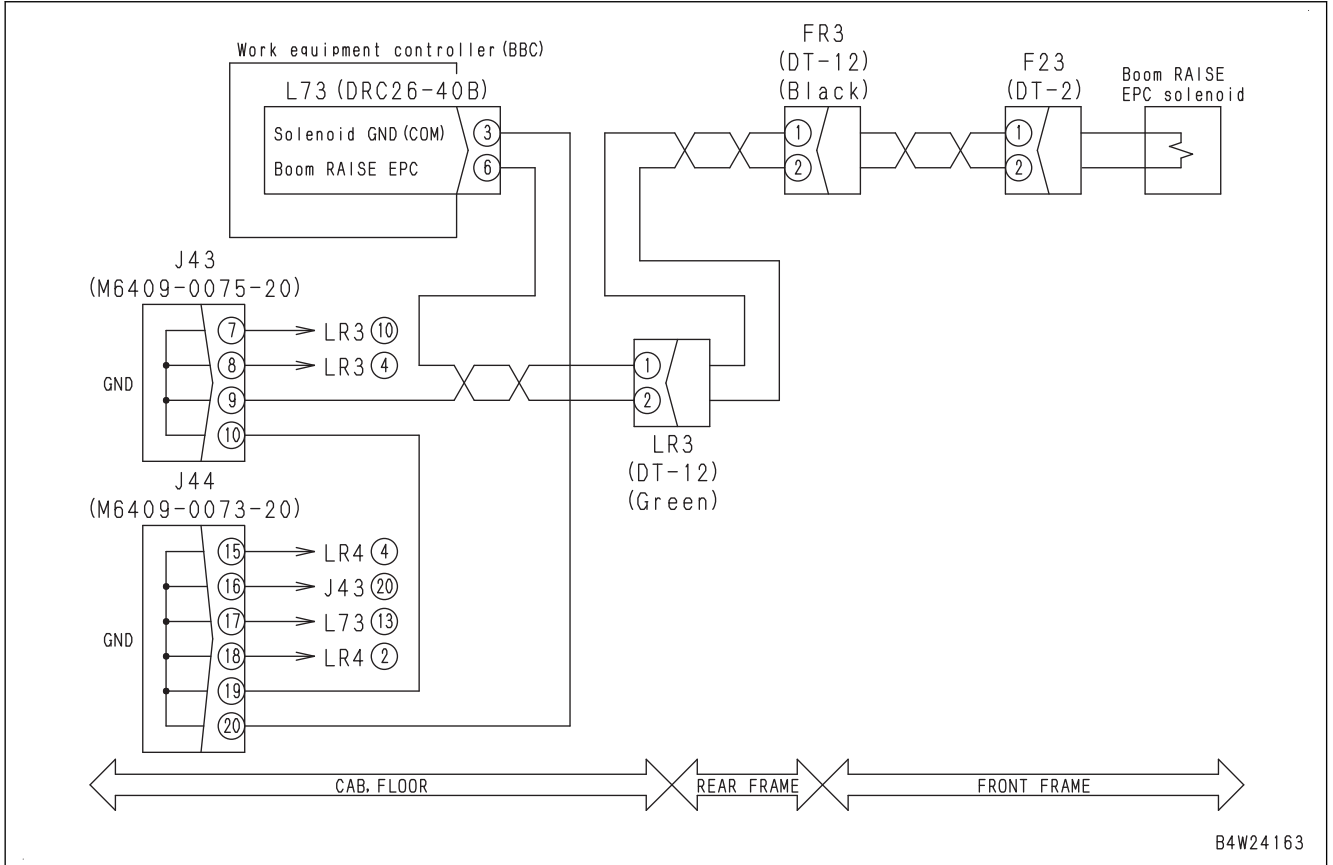 Work equipment controller(BBC)
L73(DRC26-40B)
Solenoid GND(COM)
3
Boom RAISE EPC
6
FR3
(DT-12)
(Black)
1
2
F23
(DT-2)
1
2
Boom RAISE
EPC solenoid
J43
(M6409-0075-20)
GND
7
LR3 10
8
LR3 4
9
10
1
2
LR3
(DT-12)
(Green)
J44
(M6409-0073-20)
GND
15
LR4 4
16
J43 20
17
L73 13
18
LR4 2
19
20
CAB, FLOOR
REAR FRAME
FRONT FRAME
B4W24163